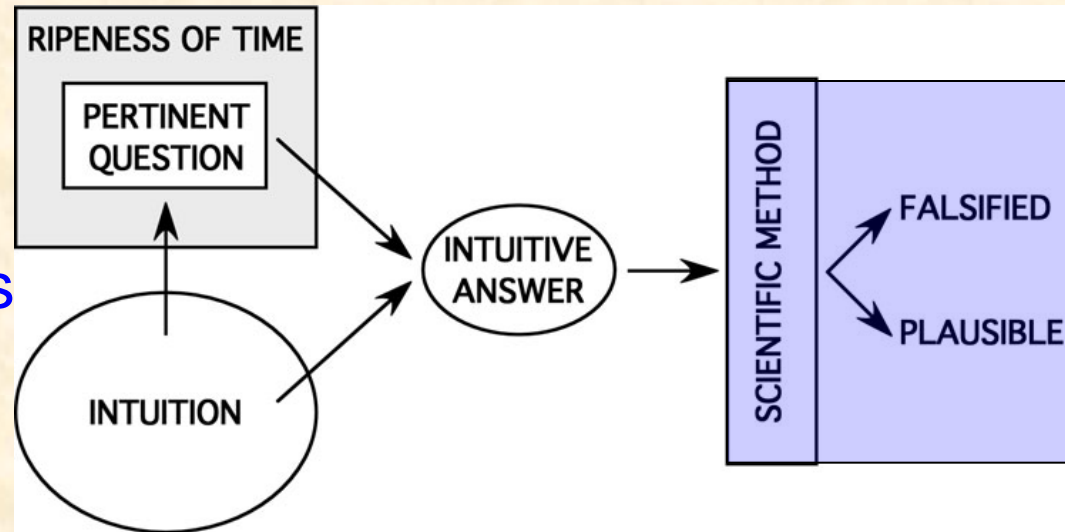 RIPENESS OF TIME
PERTINENT
QUESTION
s
INTUITION
INTUITIVE
ANSWER
SCIENTIFIC METHOD
FALSIFIED
PLAUSIBLE